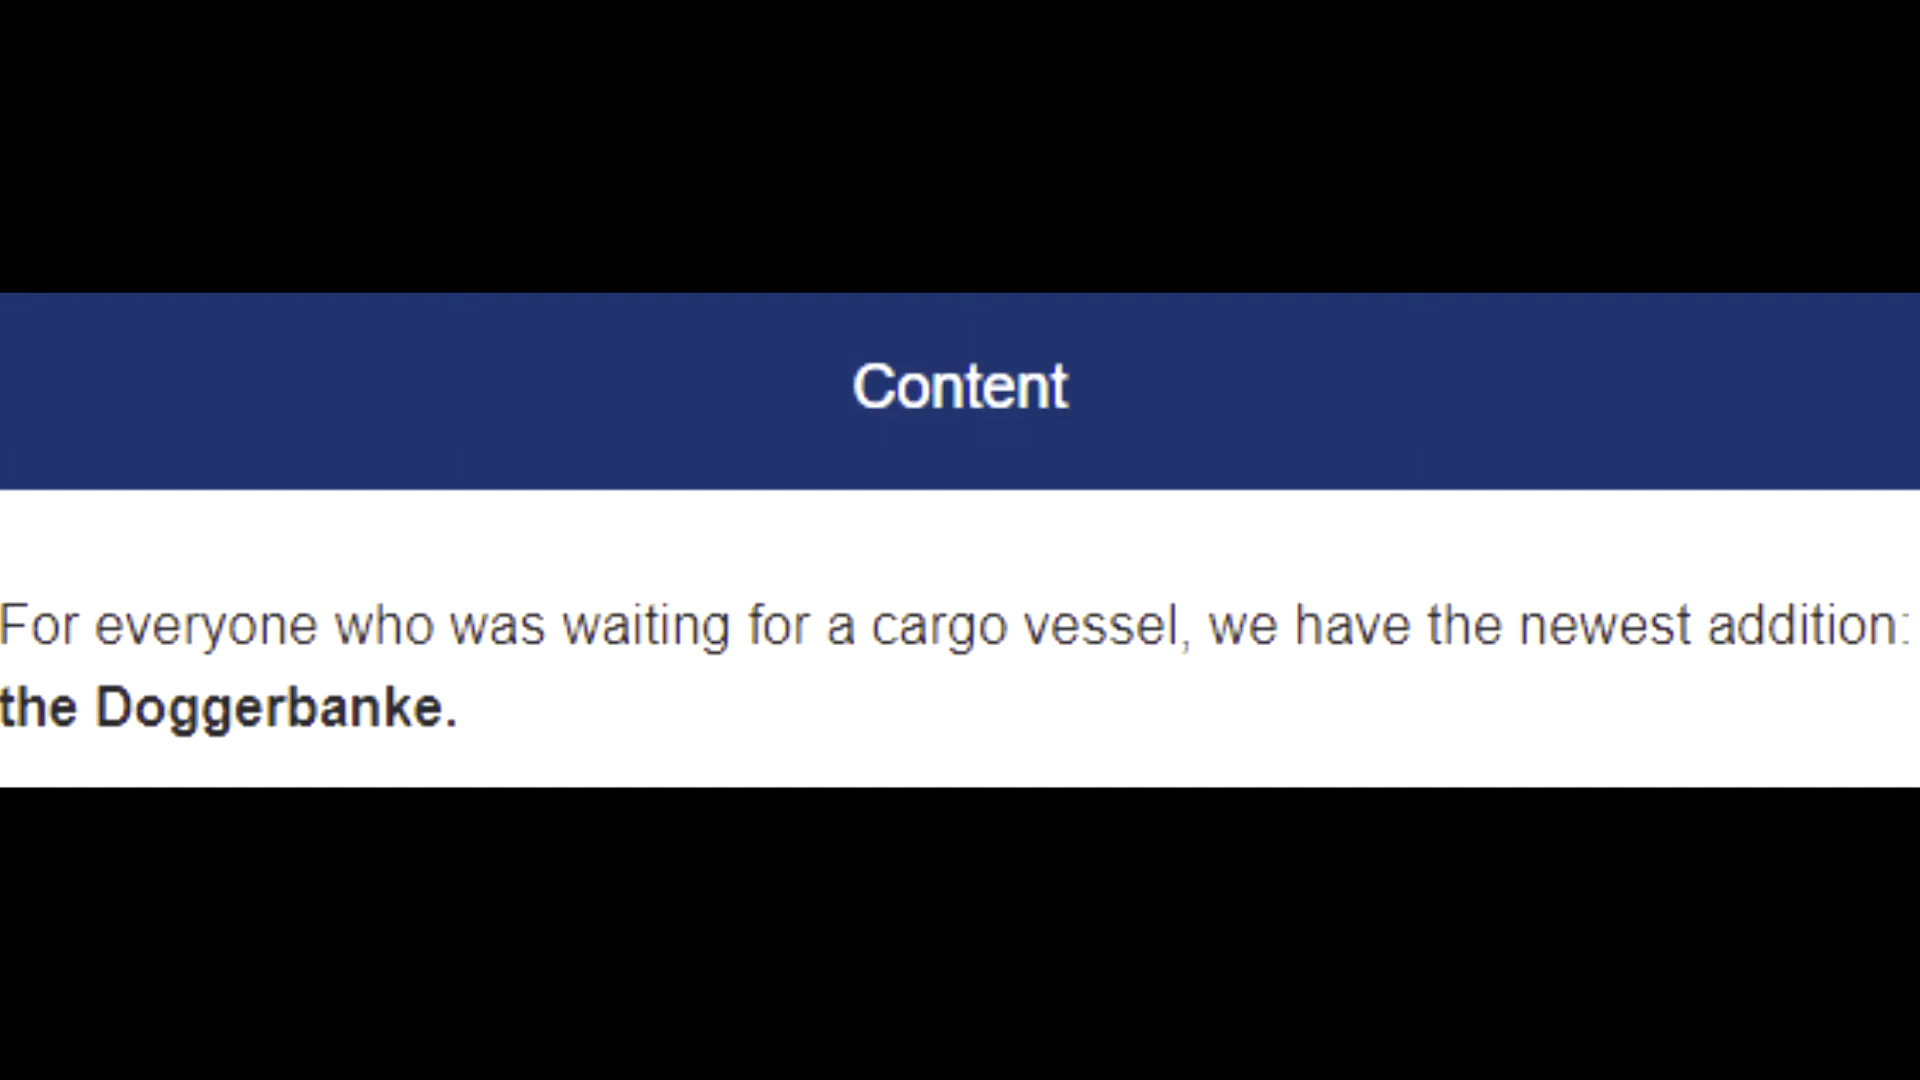 Content
For everyone who was waiting for a cargo vessel, we have the newest addition:
the Doggerbanke.